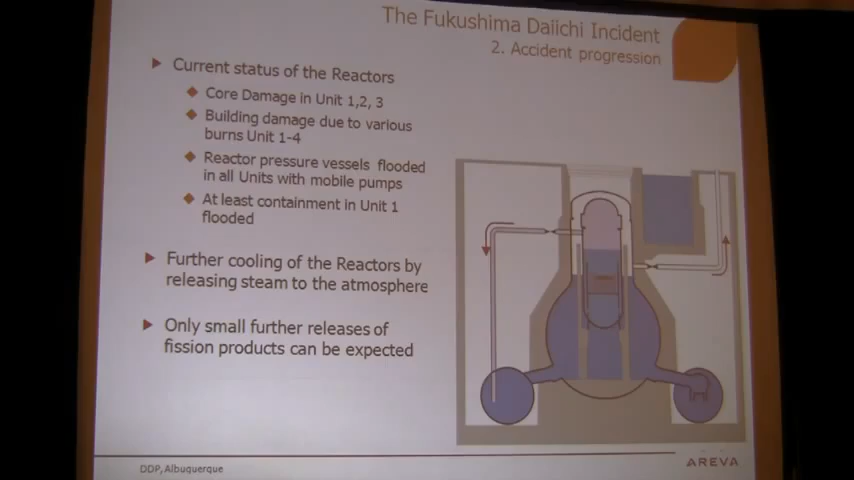 The Fukushima Daiichi Incident
2. Accident progression
Current status of the Reactors
Core Damage in Unit 1,2, 3
Building damage due to various
burns Unit 1-4
Reactor pressure vessels flooded
in all Units with mobile pumps
At least containment in Unit 1
flooded
Further cooling of the Reactors by
releasing steam to the atmosphere
Only small further releases of
fission products can be expected
DDP, Albuquerque
AREVA